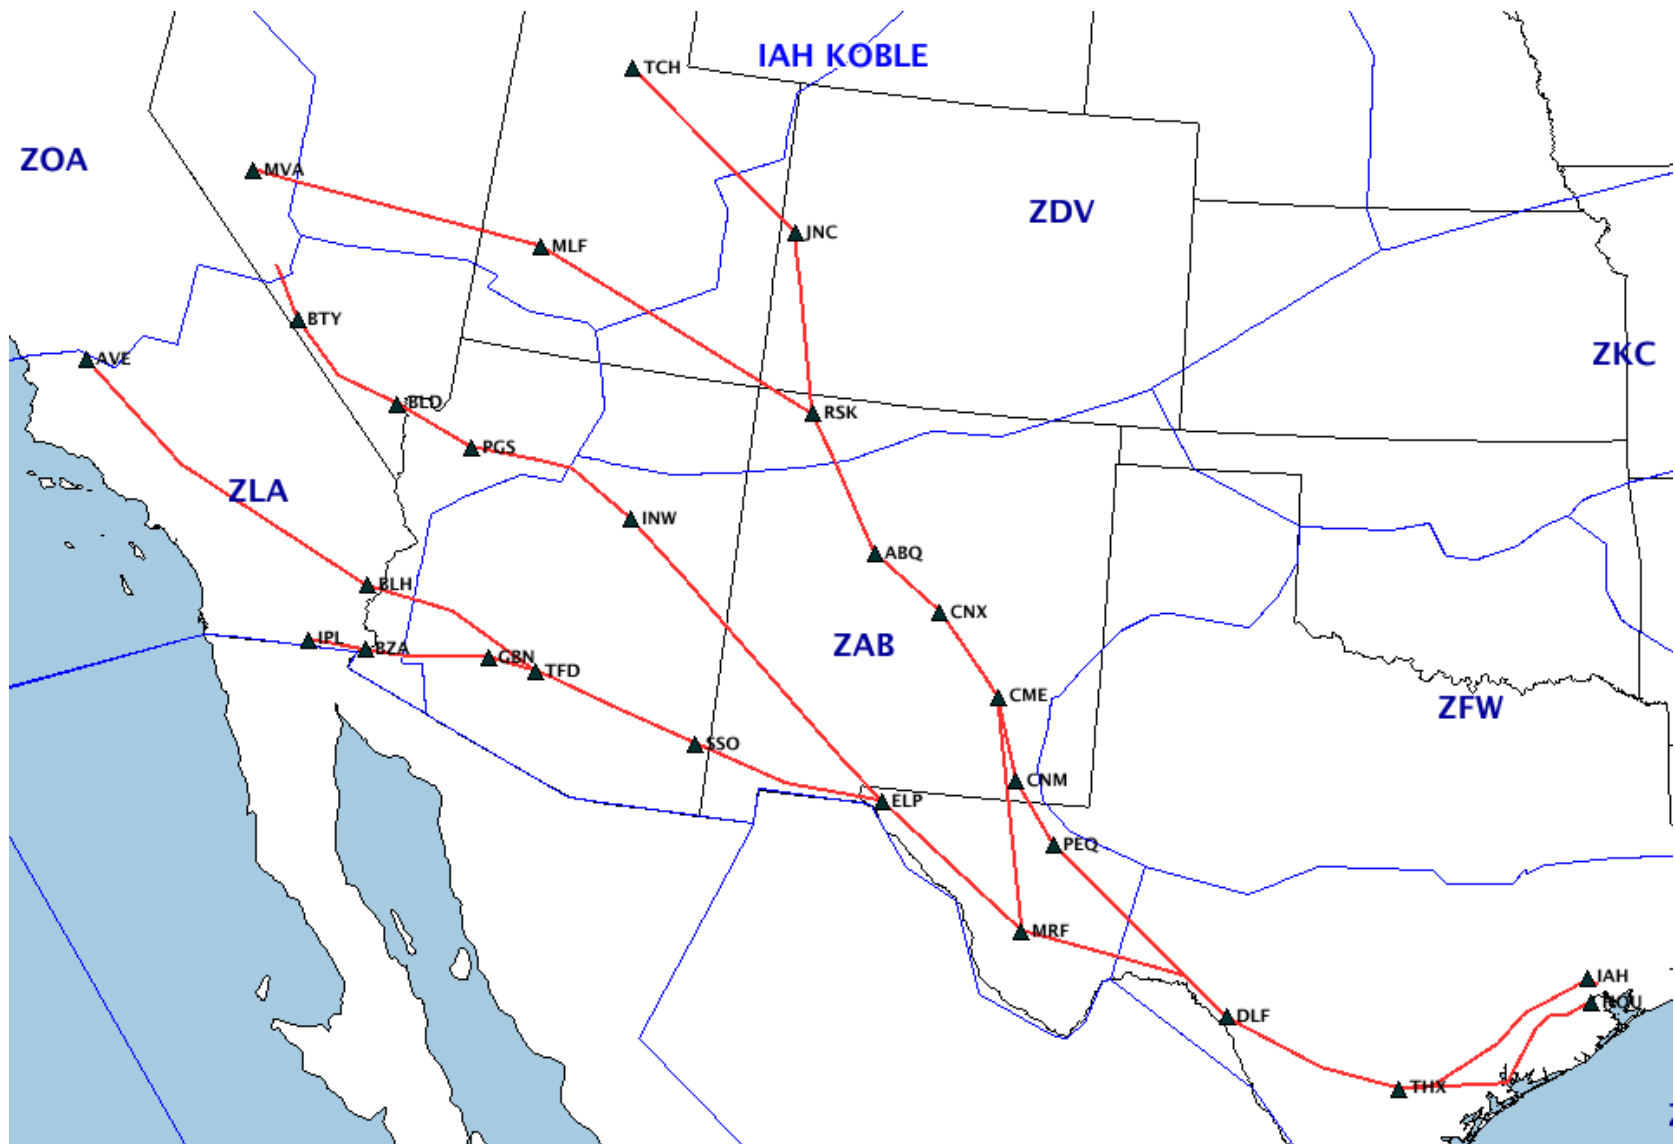 IAH KOBLE
TCH
ZOA
MVA
ZDV
JNC
MLF
BTY
ZKC
AVE
BLD
RSK
PGS
ZLA
INW
ABQ
BLH
CNX
IPL
BZA
ZAB
GBN
TFD
CME
ZFW
SSO
CNM
ELP
PEQ
MRF
IAH
HOU
DLF
THX